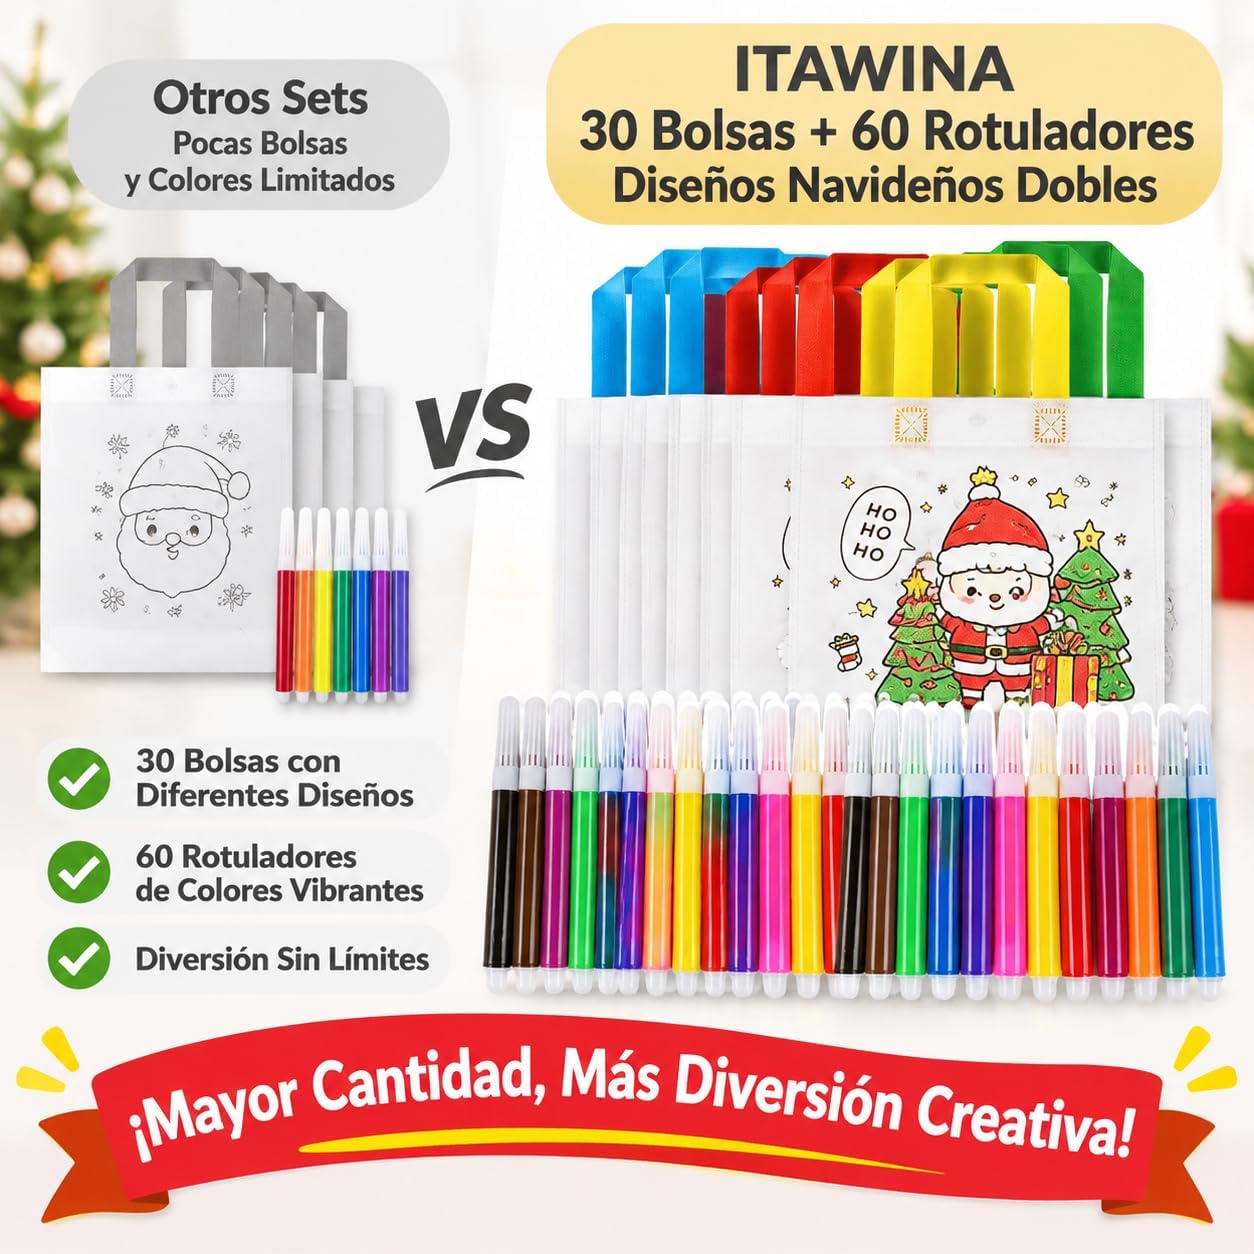 Otros Sets
Pocas Bolsas
y Colores Limitados
ITAWINA
30 Bolsas + 60 Rotuladores
Diseños Navideños Dobles
VS
HO
HO
HO
30 Bolsas con
Diferentes Diseños
60 Rotuladores
de Colores Vibrantes
Diversión Sin Límites
¡Mayor Cantidad, Más Diversión Creativa!